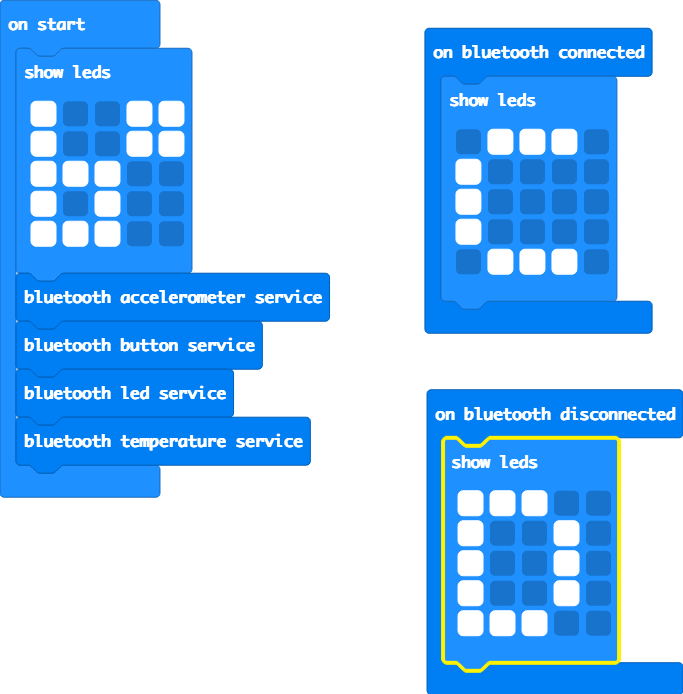 on start
show leds
bluetooth accelerometer service
bluetooth button service
bluetooth led service
bluetooth temperature service
on bluetooth connected
show leds
on bluetooth disconnected
show leds